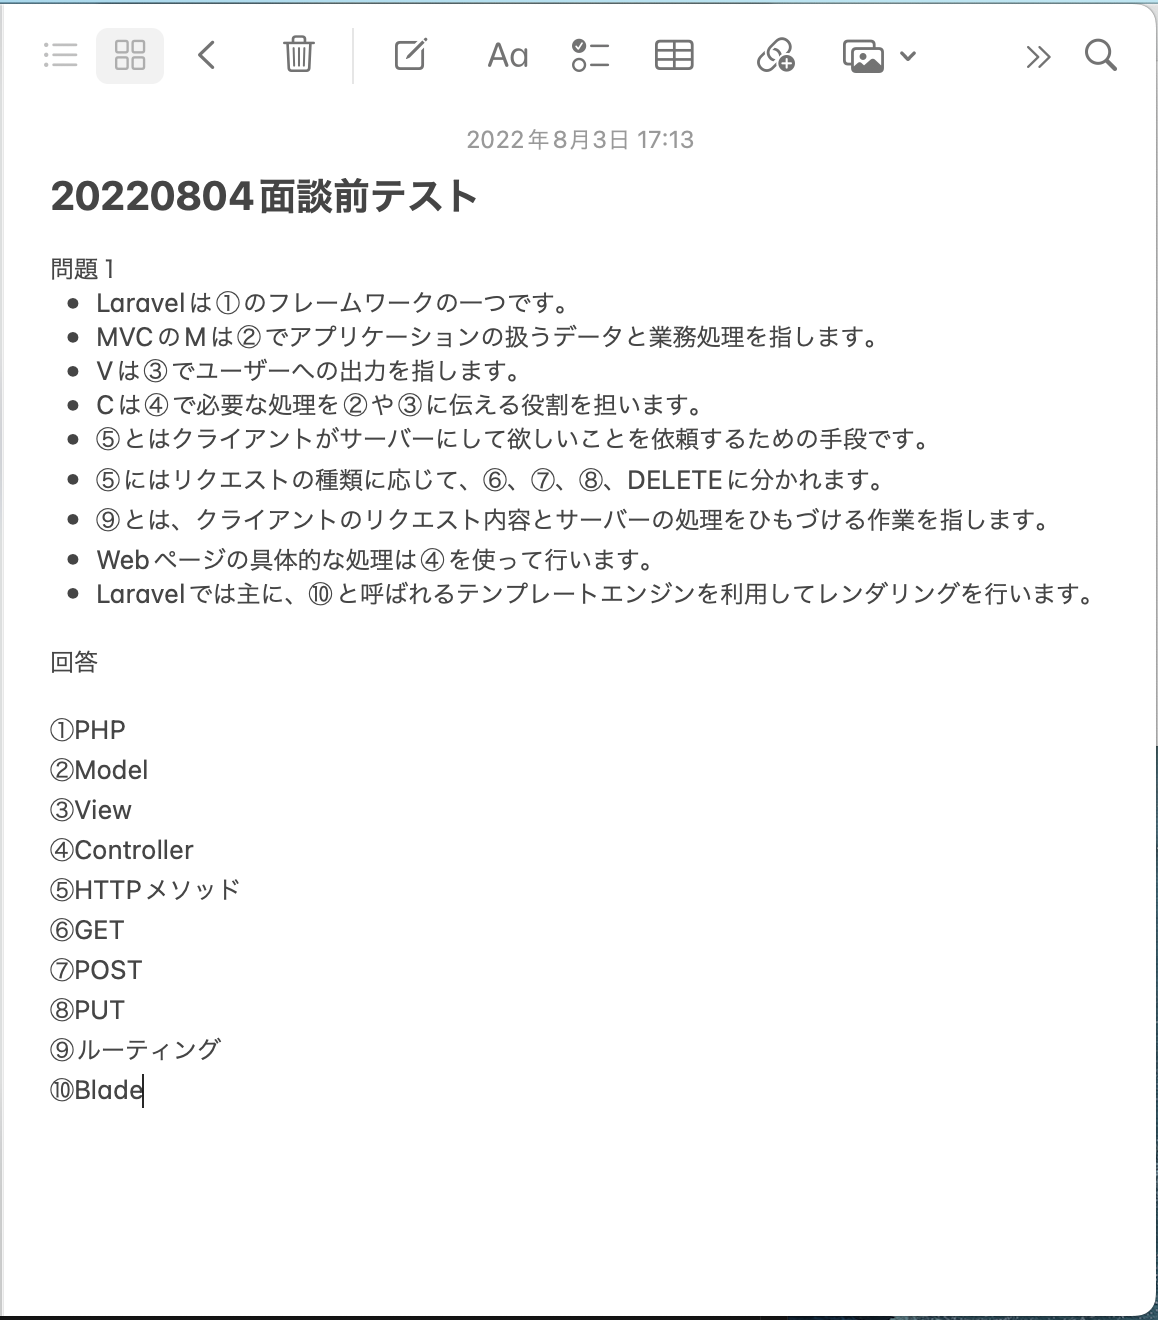 Aa
2022年8月3日 17:13
20220804面談前テスト
問題1
• Laravelは①のフレームワークの一つです。
• MVCのMは②でアプリケーションの扱うデータと業務処理を指します。
• Vは③でユーザーへの出力を指します。
• Cは④で必要な処理を②や③に伝える役割を担います。
• ⑤とはクライアントがサーバーにして欲しいことを依頼するための手段です。
• ⑤にはリクエストの種類に応じて、⑥、⑦、⑧、DELETEに分かれます。
• ⑨とは、クライアントのリクエスト内容とサーバーの処理をひもづける作業を指します。
• Webページの具体的な処理は④を使って行います。
• Laravelでは主に、⑩と呼ばれるテンプレートエンジンを利用してレンダリングを行います。
回答
①PHP
②Model
③View
④Controller
⑤HTTPメソッド
⑥GET
⑦POST
⑧PUT
⑨ルーティング
⑩Blade